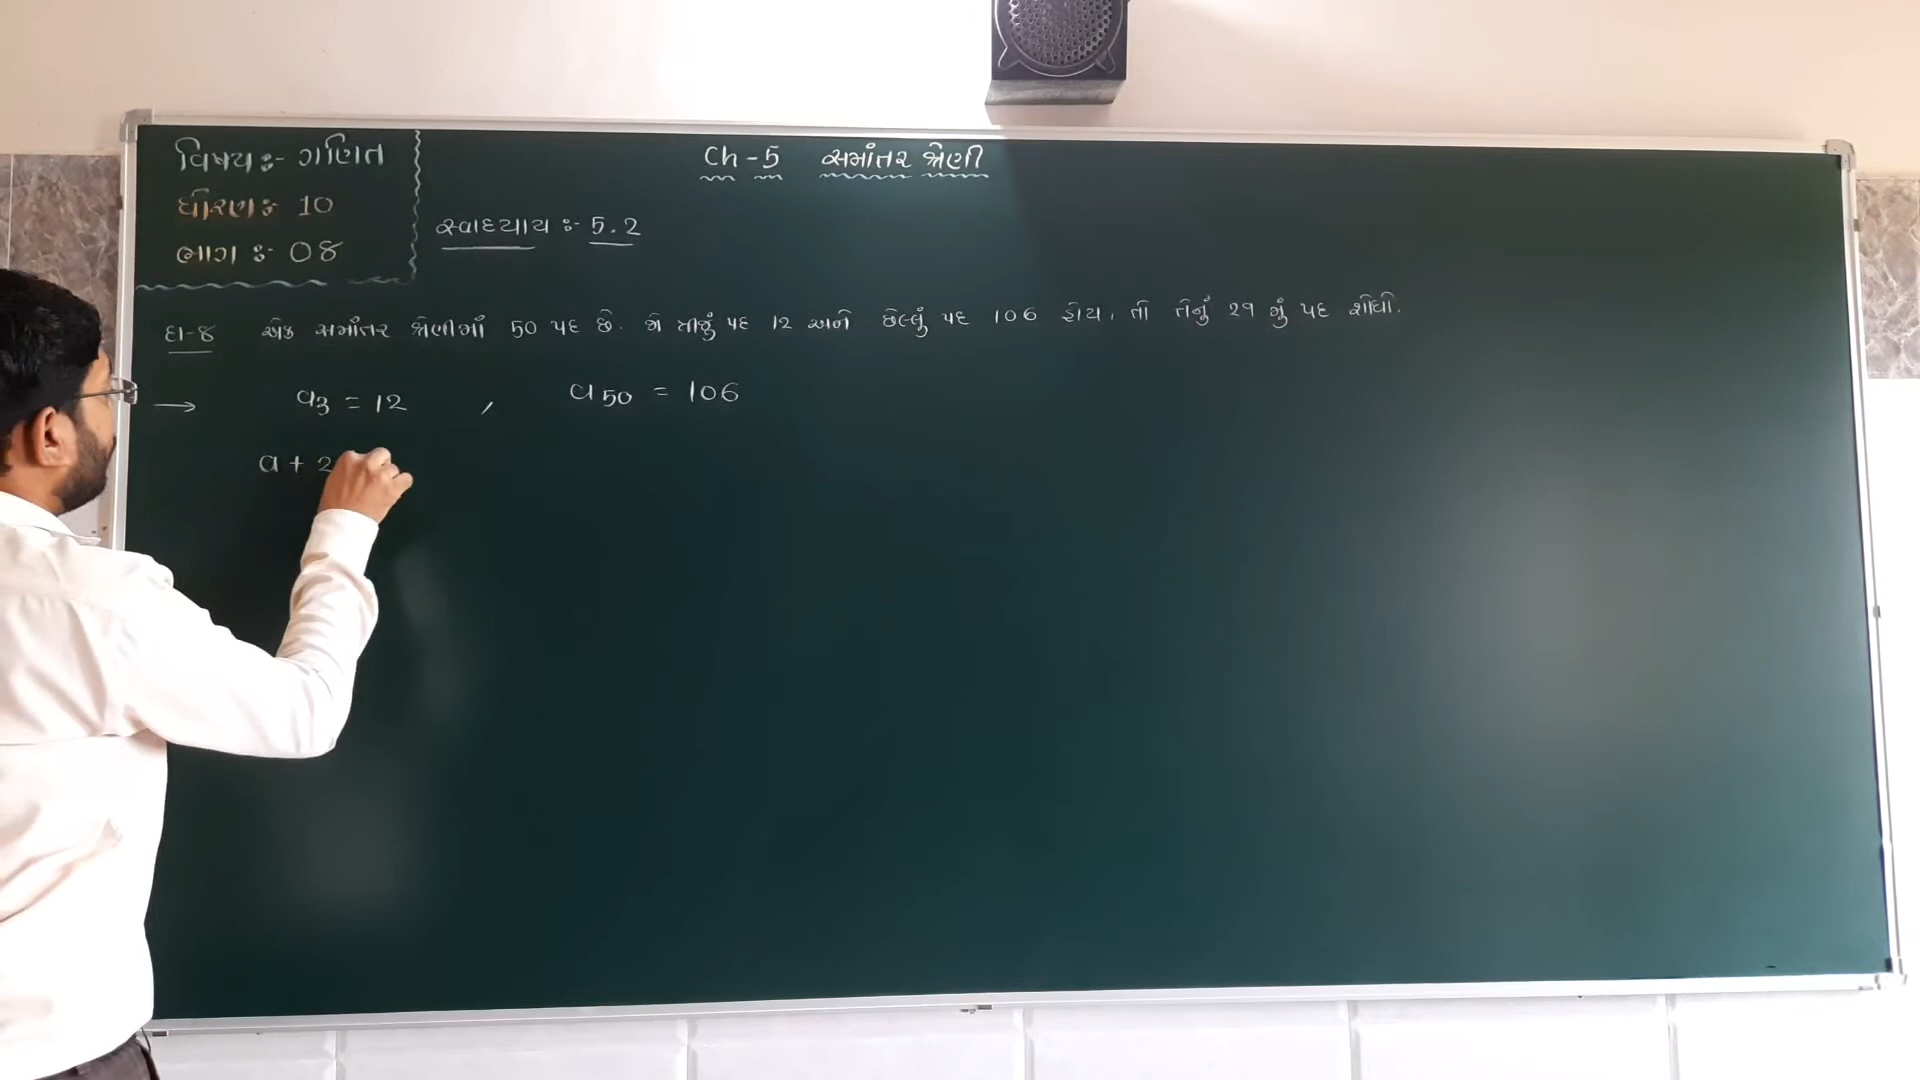 વિષય :- ગણિત
ધોરણ :- 10
ભાગ :- 08
Ch - 5 સમાંતર શ્રેણી
સ્વાધ્યાય :- 5.2
દા-૪ એક સમાંતર શ્રેણીમાં 50 પદ છે. જો ત્રીજું પદ 12 અને છેલ્લું પદ 106 હોય, તો તેનું 29 મું પદ શોધો.
→ a3 = 12 , a50 = 106
a + 2